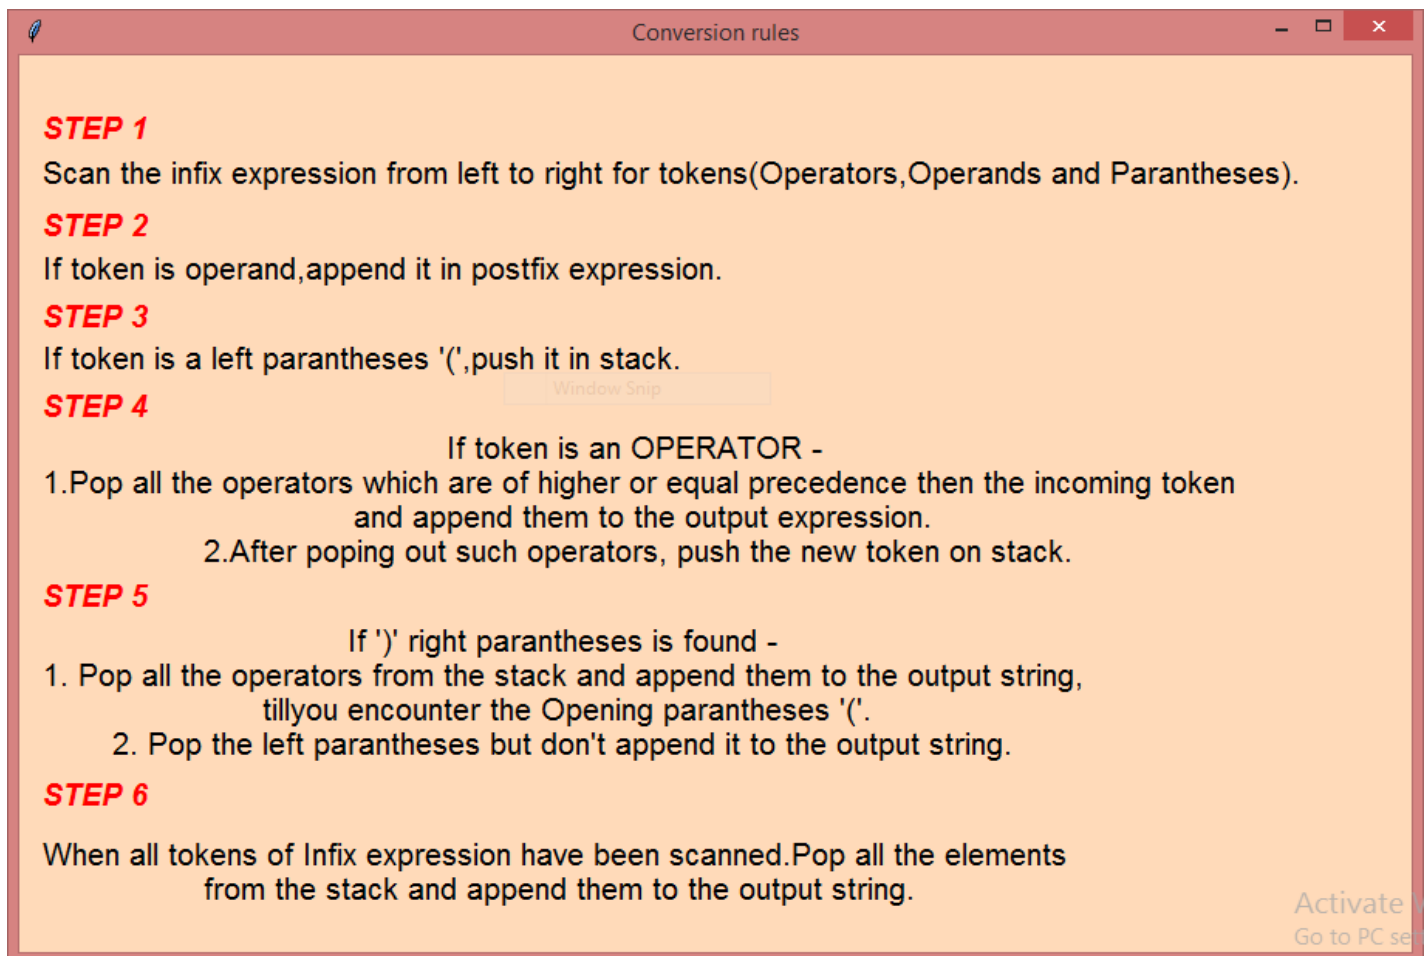 Conversion rules
STEP 1
Scan the infix expression from left to right for tokens(Operators,Operands and Parantheses).
STEP 2
If token is operand,append it in postfix expression.
STEP 3
If token is a left parantheses '(',push it in stack.
Window Snip
STEP 4
If token is an OPERATOR -
1.Pop all the operators which are of higher or equal precedence then the incoming token
and append them to the output expression.
2.After poping out such operators, push the new token on stack.
STEP 5
If ')' right parantheses is found -
1. Pop all the operators from the stack and append them to the output string,
tillyou encounter the Opening parantheses '('.
2. Pop the left parantheses but don't append it to the output string.
STEP 6
When all tokens of Infix expression have been scanned.Pop all the elements
from the stack and append them to the output string.
Activate
Go to PC